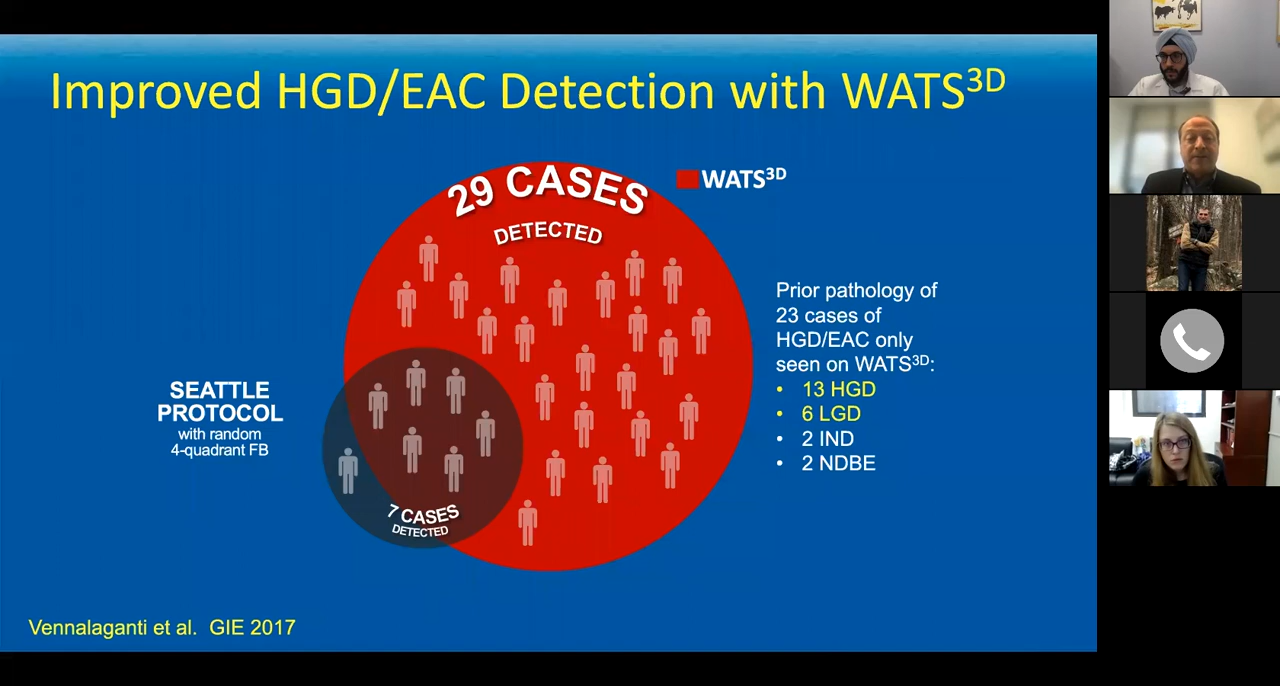 Improved HGD/EAC Detection with WATS3D
29 CASES
DETECTED
WATS3D
Prior pathology of
23 cases of
HGD/EAC only
seen on WATS3D:
• 13 HGD
• 6 LGD
• 2 IND
• 2 NDBE
SEATTLE
PROTOCOL
with random
4-quadrant FB
7 CASES
DETECTED
Vennalaganti et al. GIE 2017